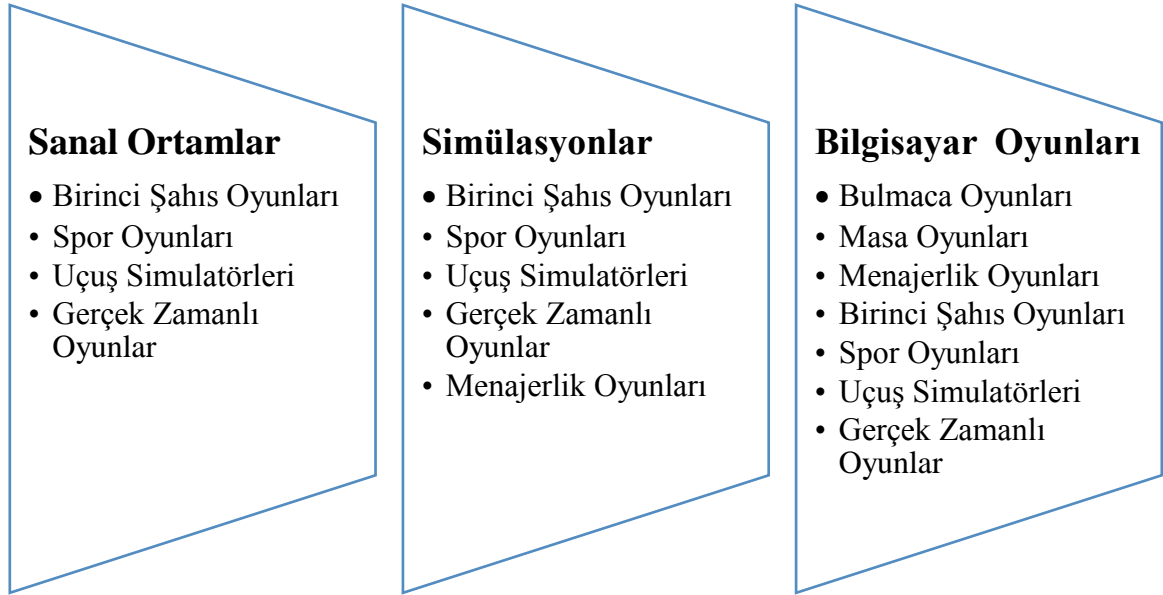 Sanal Ortamlar
• Birinci Şahıs Oyunları
• Spor Oyunları
• Uçuş Simulatörleri
• Gerçek Zamanlı
Oyunlar
Simülasyonlar
• Birinci Şahıs Oyunları
• Spor Oyunları
• Uçuş Simulatörleri
• Gerçek Zamanlı
Oyunlar
• Menajerlik Oyunları
Bilgisayar Oyunları
• Bulmaca Oyunları
• Masa Oyunları
• Menajerlik Oyunları
• Birinci Şahıs Oyunları
• Spor Oyunları
• Uçuş Simulatörleri
• Gerçek Zamanlı
Oyunlar